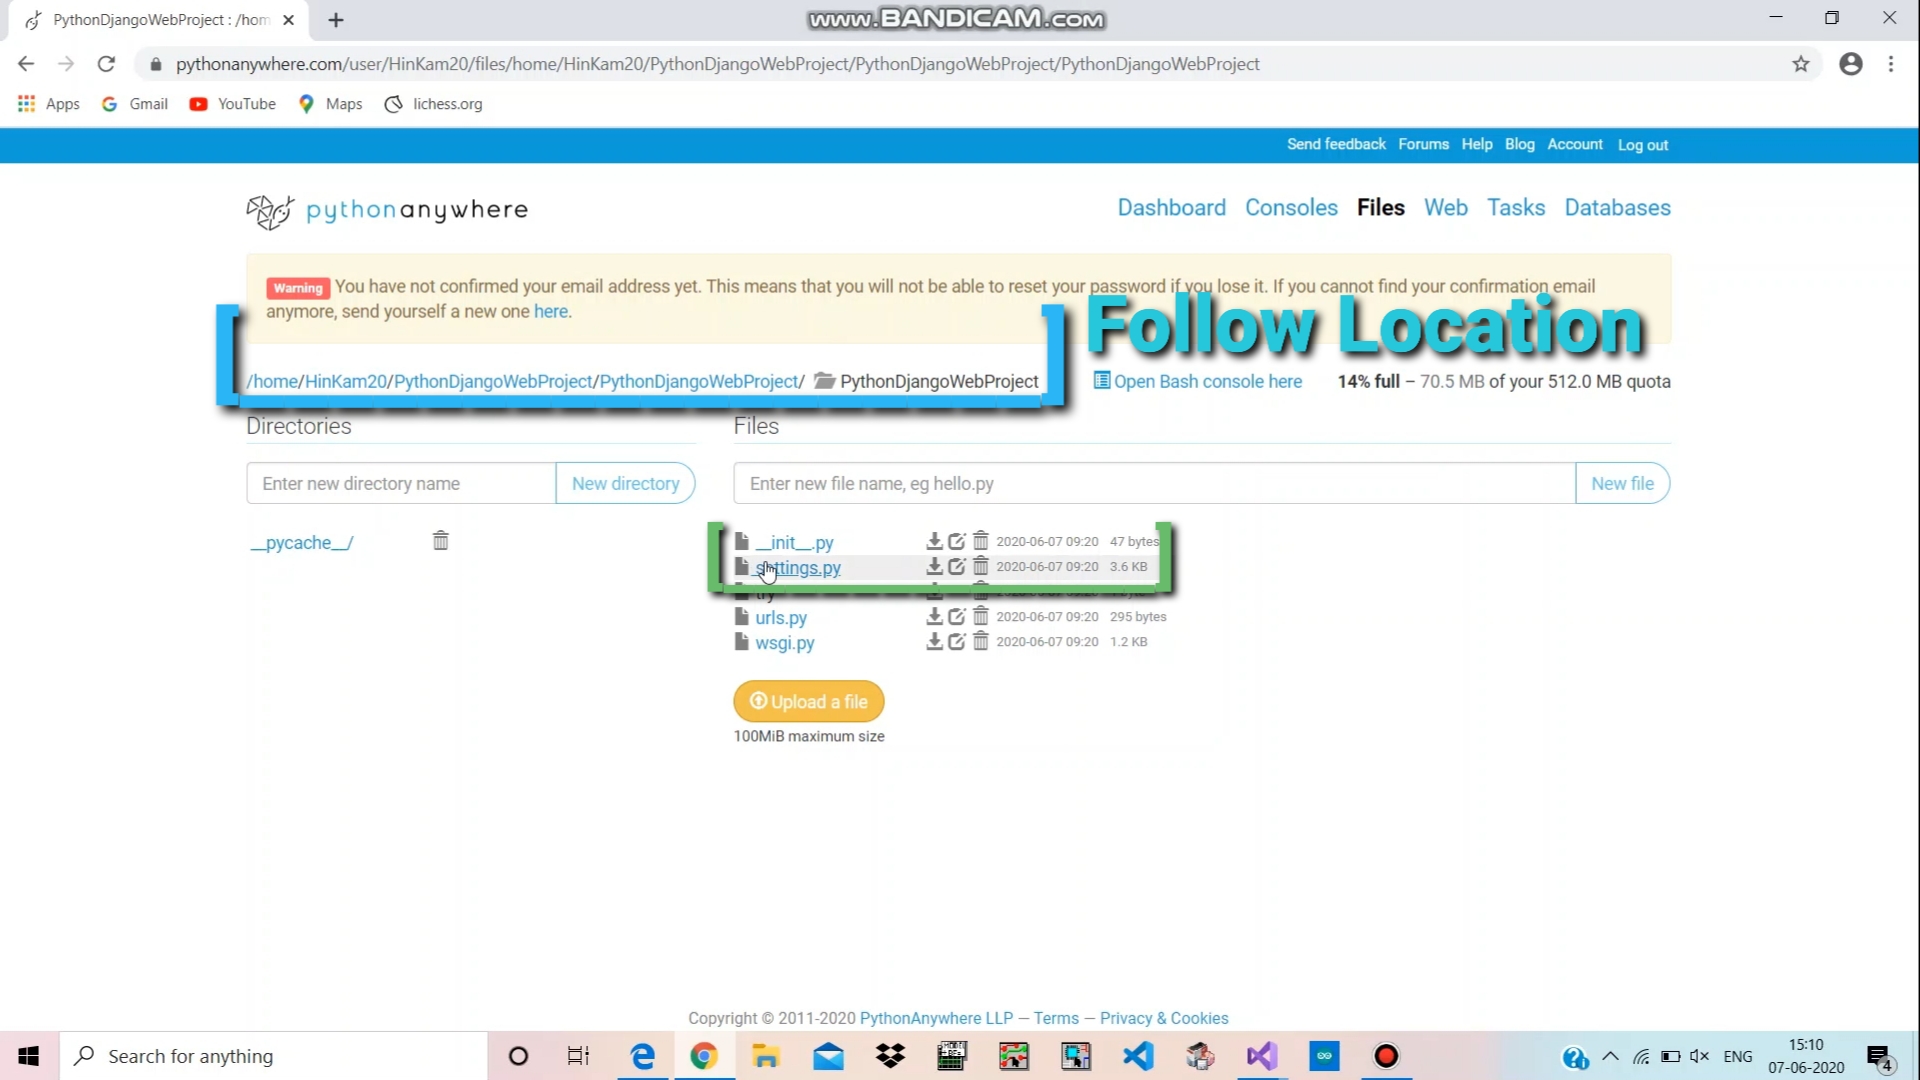 PythonDjangoWebProject : /hom
www.BANDICAM.com
pythonanywhere.com/user/HinKam20/files/home/HinKam20/PythonDjangoWebProject/PythonDjangoWebProject/PythonDjangoWebProject
Apps Gmail YouTube Maps lichess.org
Send feedback Forums Help Blog Account Log out
pythonanywhere
Dashboard Consoles Files Web Tasks Databases
Warning You have not confirmed your email address yet. This means that you will not be able to reset your password if you lose it. If you cannot find your confirmation email
anymore, send yourself a new one here.
Follow Location
/home/HinKam20/PythonDjangoWebProject/PythonDjangoWebProject/ PythonDjangoWebProject
Open Bash console here 14% full – 70.5 MB of your 512.0 MB quota
Directories Files
Enter new directory name New directory Enter new file name, eg hello.py New file
__pycache__/ __init__.py 2020-06-07 09:20 47 bytes
settings.py 2020-06-07 09:20 3.6 KB
try
urls.py 2020-06-07 09:20 295 bytes
wsgi.py 2020-06-07 09:20 1.2 KB
Upload a file
100MiB maximum size
Copyright © 2011-2020 PythonAnywhere LLP – Terms – Privacy & Cookies
Search for anything ENG 15:10
07-06-2020 4